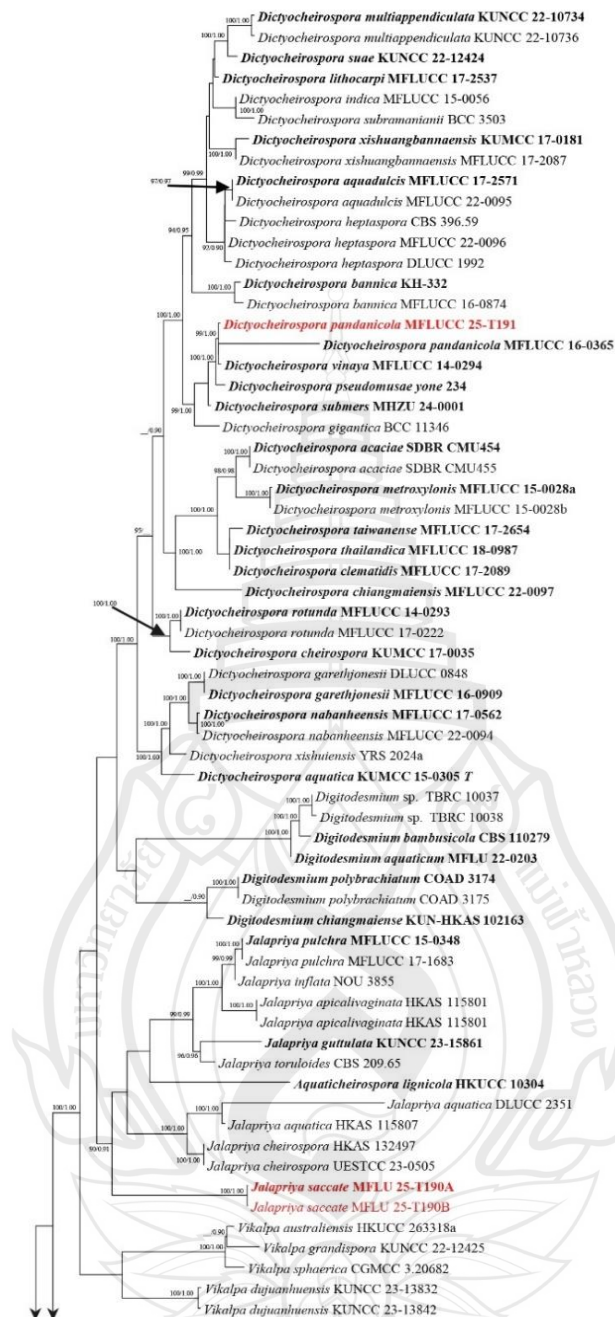 Dictyocheirospora multiappendiculata KUNCC 22-10734
Dictyocheirospora multiappendiculata KUNCC 22-10736
Dictyocheirospora suae KUNCC 22-12424
Dictyocheirospora lithocarpi MFLUCC 17-2537
Dictyocheirospora indica MFLUCC 15-0056
Dictyocheirospora subramanianii BCC 3503
Dictyocheirospora xishuangbannaensis KUMCC 17-0181
Dictyocheirospora xishuangbannaensis MFLUCC 17-2087
Dictyocheirospora aquadulcis MFLUCC 17-2571
Dictyocheirospora aquadulcis MFLUCC 22-0095
Dictyocheirospora heptaspora CBS 396.59
Dictyocheirospora heptaspora MFLUCC 22-0096
Dictyocheirospora heptaspora DLUCC 1992
Dictyocheirospora bannica KH-332
Dictyocheirospora bannica MFLUCC 16-0874
Dictyocheirospora pandanicola MFLUCC 25-T191
Dictyocheirospora pandanicola MFLUCC 16-0365
Dictyocheirospora vinaya MFLUCC 14-0294
Dictyocheirospora pseudomusae yone 234
Dictyocheirospora submers MHZU 24-0001
Dictyocheirospora gigantica BCC 11346
Dictyocheirospora acaciae SDBR CMU454
Dictyocheirospora acaciae SDBR CMU455
Dictyocheirospora metroxylonis MFLUCC 15-0028a
Dictyocheirospora metroxylonis MFLUCC 15-0028b
Dictyocheirospora taiwanense MFLUCC 17-2654
Dictyocheirospora thailandica MFLUCC 18-0987
Dictyocheirospora clematidis MFLUCC 17-2089
Dictyocheirospora chiangmaiensis MFLUCC 22-0097
Dictyocheirospora rotunda MFLUCC 14-0293
Dictyocheirospora rotunda MFLUCC 17-0222
Dictyocheirospora cheirospora KUMCC 17-0035
Dictyocheirospora garethjonesii DLUCC 0848
Dictyocheirospora garethjonesii MFLUCC 16-0909
Dictyocheirospora nabanheensis MFLUCC 17-0562
Dictyocheirospora nabanheensis MFLUCC 22-0094
Dictyocheirospora xishuiensis YRS 2024a
Dictyocheirospora aquatica KUMCC 15-0305 T
Digitodesmium sp. TBRC 10037
Digitodesmium sp. TBRC 10038
Digitodesmium bambusicola CBS 110279
Digitodesmium aquaticum MFLU 22-0203
Digitodesmium polybrachiatum COAD 3174
Digitodesmium polybrachiatum COAD 3175
Digitodesmium chiangmaiense KUN-HKAS 102163
Jalapriya pulchra MFLUCC 15-0348
Jalapriya pulchra MFLUCC 17-1683
Jalapriya inflata NOU 3855
Jalapriya apicalivaginata HKAS 115801
Jalapriya apicalivaginata HKAS 115801
Jalapriya guttulata KUNCC 23-15861
Jalapriya toruloides CBS 209.65
Aquaticheirospora lignicola HKUCC 10304
Jalapriya aquatica DLUCC 2351
Jalapriya aquatica HKAS 115807
Jalapriya cheirospora HKAS 132497
Jalapriya cheirospora UESTCC 23-0505
Jalapriya saccate MFLU 25-T190A
Jalapriya saccate MFLU 25-T190B
Vikalpa australiensis HKUCC 263318a
Vikalpa grandispora KUNCC 22-12425
Vikalpa sphaerica CGMCC 3.20682
Vikalpa dujuanhuensis KUNCC 23-13832
Vikalpa dujuanhuensis KUNCC 23-13842